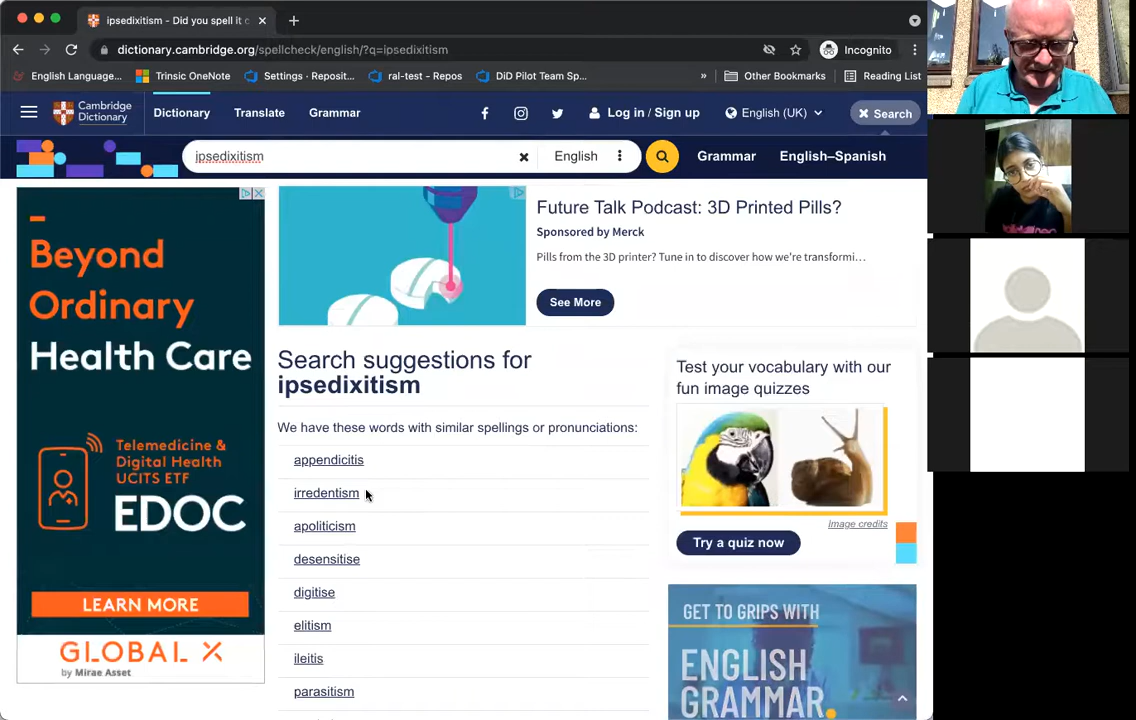 ipsedixitism - Did you spell it c
dictionary.cambridge.org/spellcheck/english/?q=ipsedixitism
Incognito
English Language...
Trinsic OneNote
Settings - Reposit...
ral-test - Repos
DiD Pilot Team Sp...
»
Other Bookmarks
Reading List
Cambridge
Dictionary
Dictionary
Translate
Grammar
Log in / Sign up
English (UK)
Search
ipsedixitism
English
Grammar
English–Spanish
Beyond
Ordinary
Health Care
Telemedicine &
Digital Health
UCITS ETF
EDOC
LEARN MORE
GLOBAL X
by Mirae Asset
Future Talk Podcast: 3D Printed Pills?
Sponsored by Merck
Pills from the 3D printer? Tune in to discover how we're transformi...
See More
Search suggestions for
ipsedixitism
We have these words with similar spellings or pronunciations:
appendicitis
irredentism
apoliticism
desensitise
digitise
elitism
ileitis
parasitism
Test your vocabulary with our
fun image quizzes
Image credits
Try a quiz now
GET TO GRIPS WITH
ENGLISH
GRAMMAR.